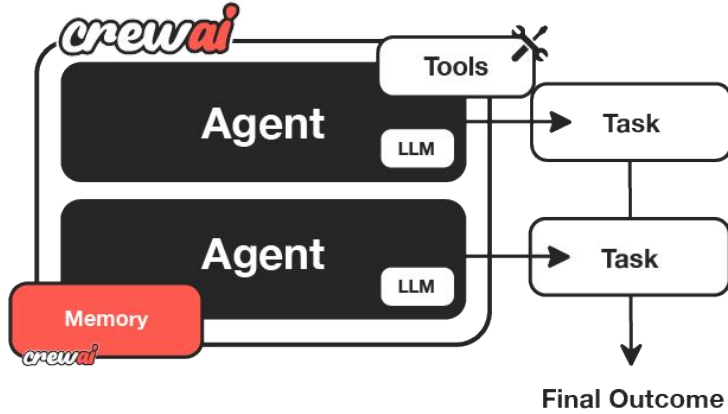 crewai
Tools
Agent
LLM
Task
Agent
LLM
Task
Memory
crewai
Final Outcome